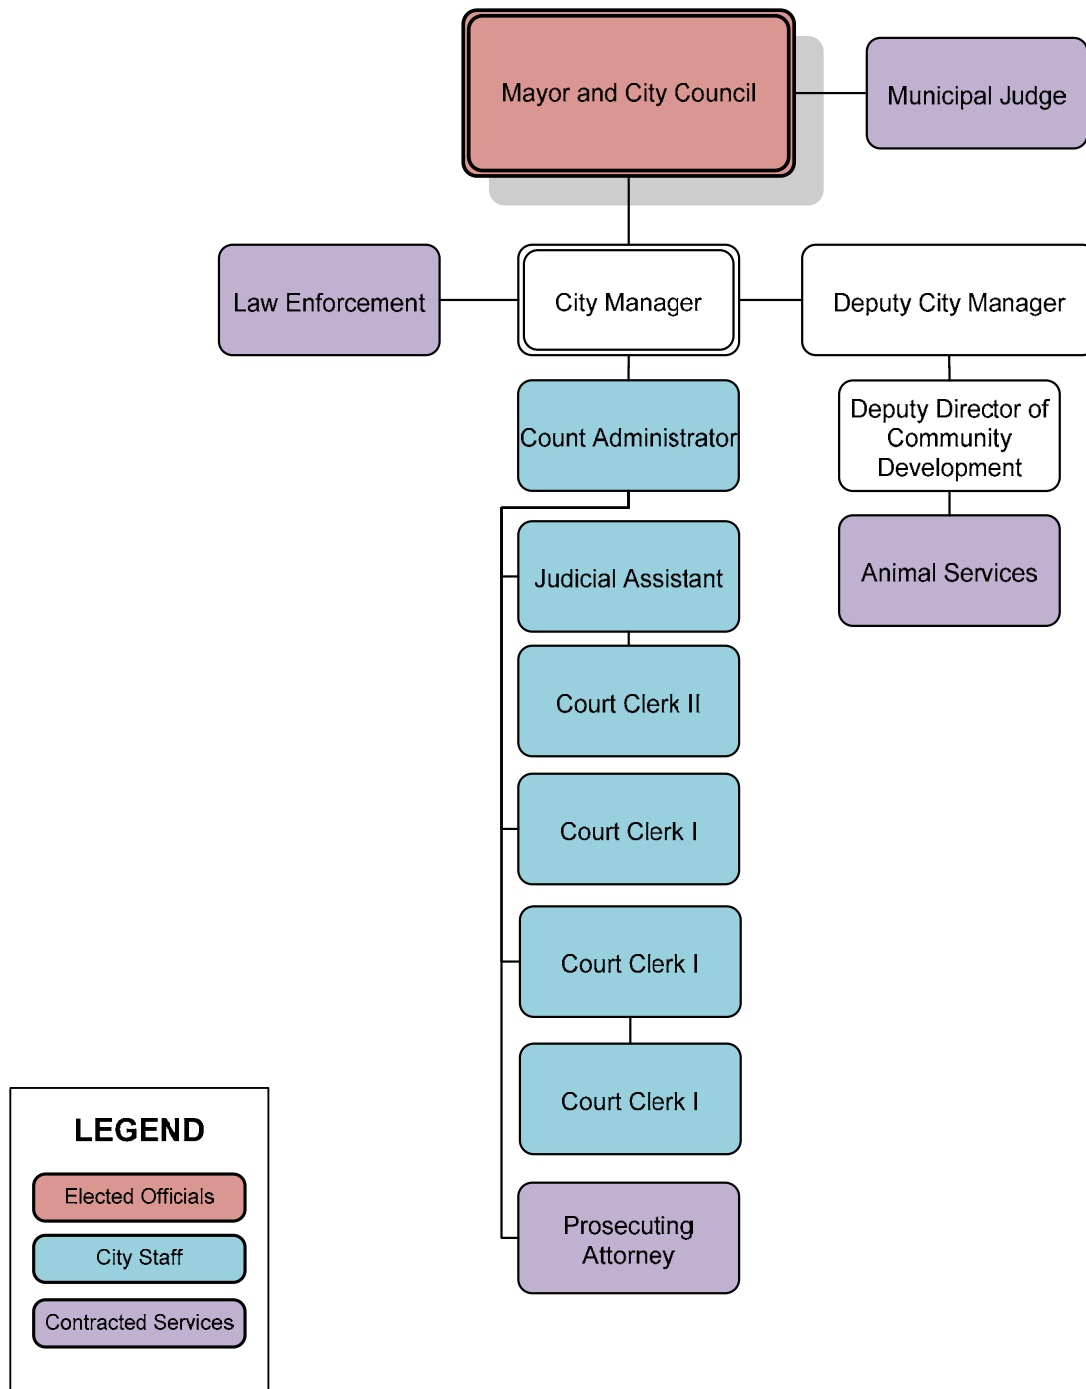 Mayor and City Council
Municipal Judge
Law Enforcement
City Manager
Deputy City Manager
Count Administrator
Deputy Director of
Community
Development
Judicial Assistant
Animal Services
Court Clerk II
Court Clerk I
Court Clerk I
Court Clerk I
Prosecuting
Attorney
LEGEND
Elected Officials
City Staff
Contracted Services